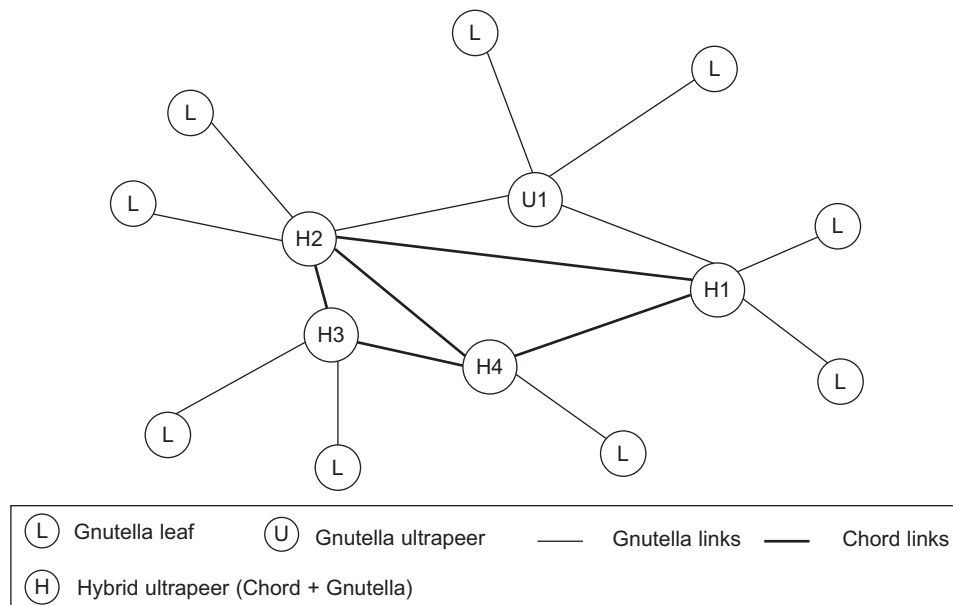 L
L
L
L
U1
L
H2
H1
H3
H4
L
L
L
L
L Gnutella leaf U Gnutella ultrapeer Gnutella links Chord links
H Hybrid ultrapeer (Chord + Gnutella)